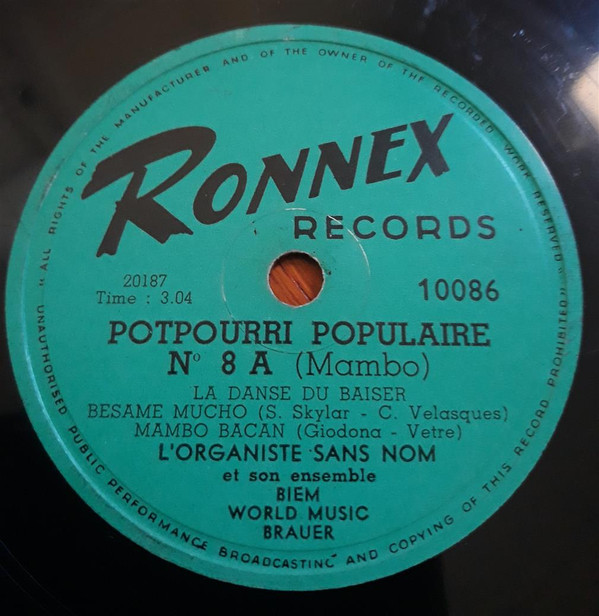 "ALL RIGHTS OF THE MANUFACTURER AND OF THE OWNER OF THE RECORDED WORK RESERVED"
RONNEX
RECORDS
20187
Time : 3.04
10086
POTPOURRI POPULAIRE
No 8 A (Mambo)
LA DANSE DU BAISER
BESAME MUCHO (S. Skylar - C. Velasques)
MAMBO BACAN (Giodona - Vetre)
L'ORGANISTE SANS NOM
et son ensemble
BIEM
WORLD MUSIC
BRAUER
"UNAUTHORISED PUBLIC PERFORMANCE BROADCASTING AND COPYING OF THIS RECORD PROHIBITED"